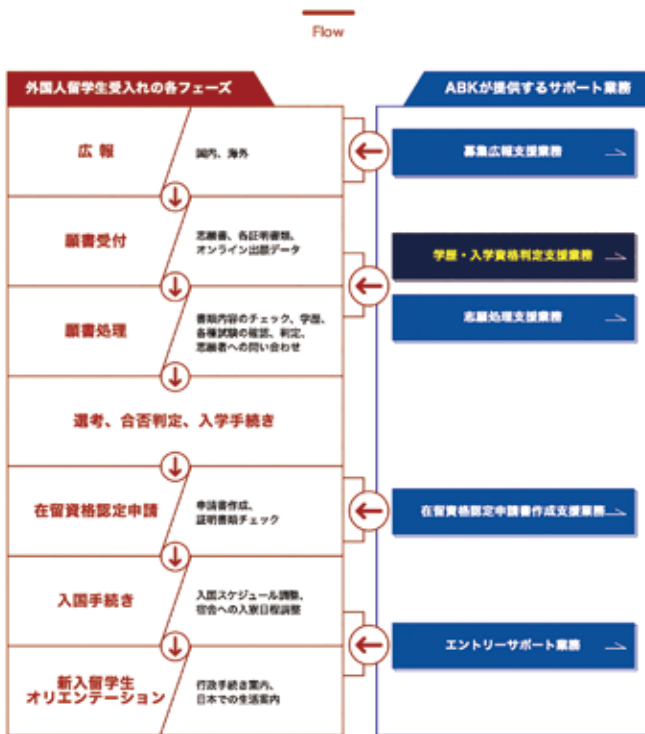 Flow
外国人留学生受入れの各フェーズ
ABKが提供するサポート業務
広 報
国内、海外
募集広報支援業務
願書受付
志願書、各証明書類、
オンライン出願データ
学歴・入学資格判定支援業務
願書処理
書類内容のチェック、学歴、
各種試験の確認、判定、
志願者への問い合わせ
志願処理支援業務
選考、合否判定、入学手続き
在留資格認定申請
申請書作成、
証明書類チェック
在留資格認定申請書作成支援業務
入国手続き
入国スケジュール調整、
宿舎への入寮日程調整
エントリーサポート業務
新入留学生
オリエンテーション
行政手続き案内、
日本での生活案内